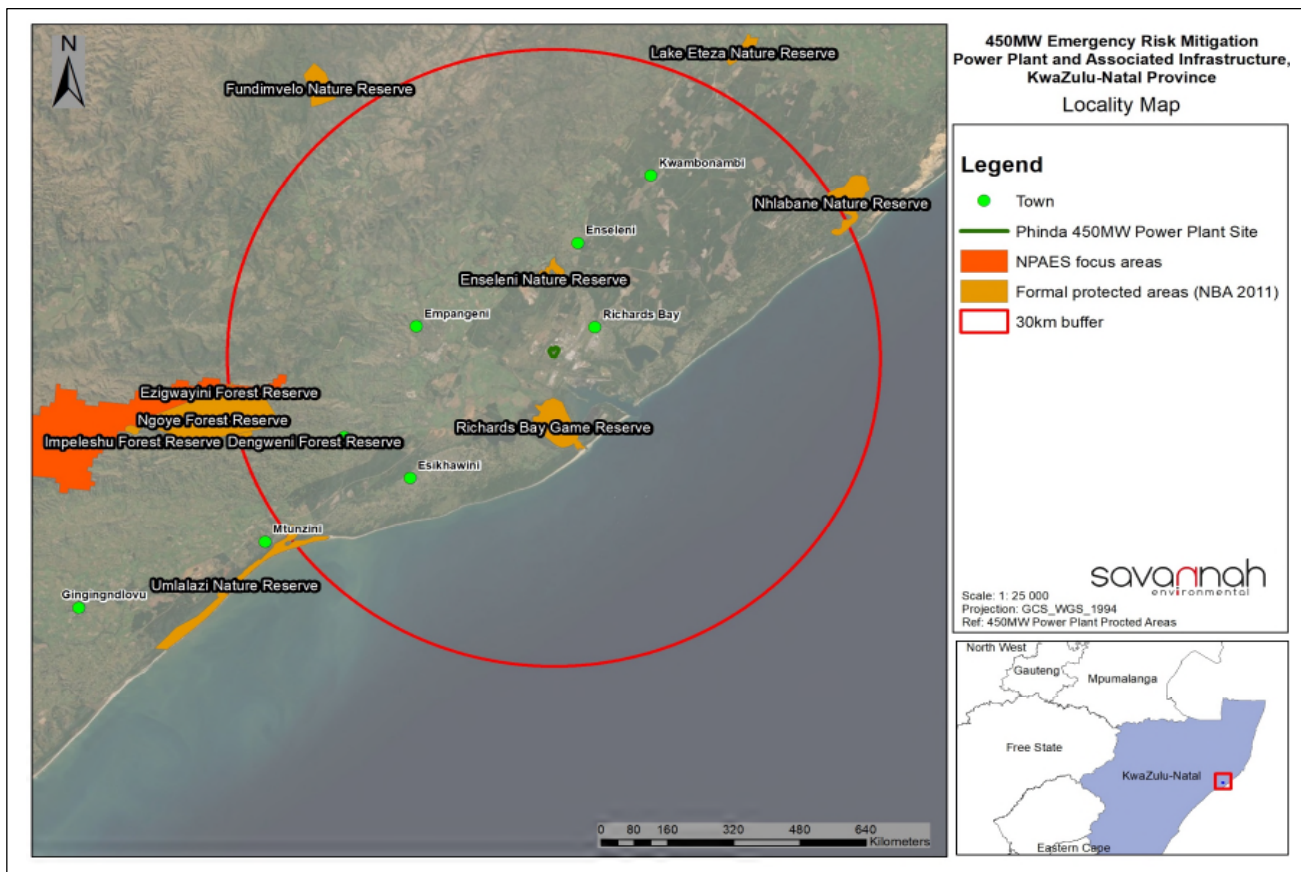 N
Lake Eteza Nature Reserve
Fundimvelo Nature Reserve
Kwambonambi
Nhlabane Nature Reserve
Enseleni
Enseleni Nature Reserve
Empangeni
Richards Bay
Ezigwayini Forest Reserve
Ngoye Forest Reserve
Impeleshu Forest Reserve Dengweni Forest Reserve
Richards Bay Game Reserve
Esikhawini
Mtunzini
Umlalazi Nature Reserve
Gingingndlovu
0 80 160 320 480 640
Kilometers
450MW Emergency Risk Mitigation
Power Plant and Associated Infrastructure,
KwaZulu-Natal Province
Locality Map
Legend
Town
Phinda 450MW Power Plant Site
NPAES focus areas
Formal protected areas (NBA 2011)
30km buffer
savannah
environmental
Scale: 1: 25 000
Projection: GCS_WGS_1994
Ref: 450MW Power Plant Procted Areas
North West
Gauteng
Mpumalanga
Free State
KwaZulu-Natal
Eastern Cape